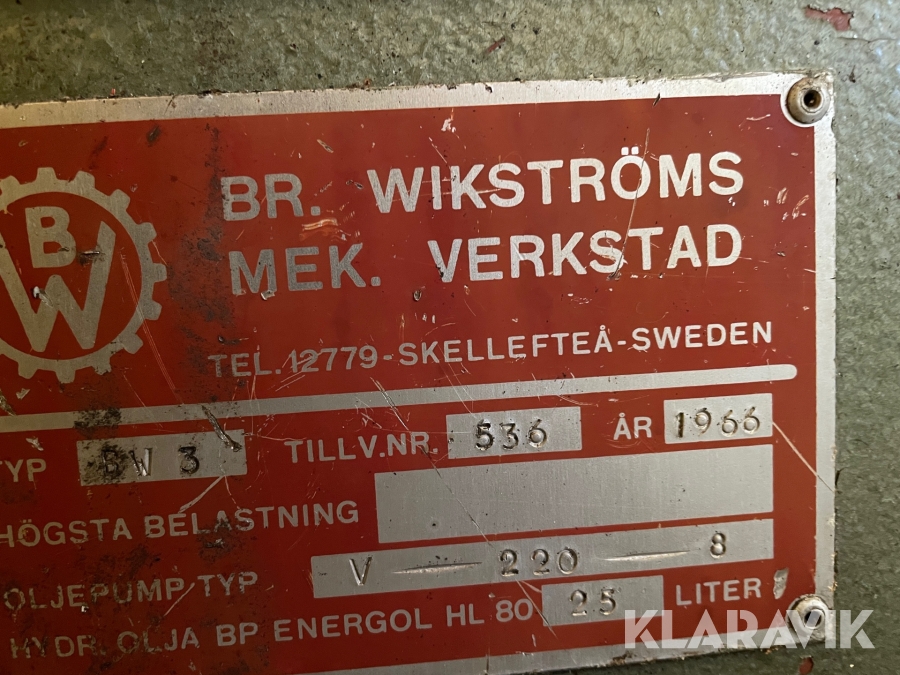 BW
BR. WIKSTRÖMS
MEK. VERKSTAD
TEL. 12779-SKELLEFTEÅ-SWEDEN
TYP BW 3 TILLV.NR. 536 ÅR 1966
HÖGSTA BELASTNING
OLJEPUMP TYP V — 220 — 8
HYDR. OLJA BP ENERGOL HL 80 25 LITER
KLARAVIK